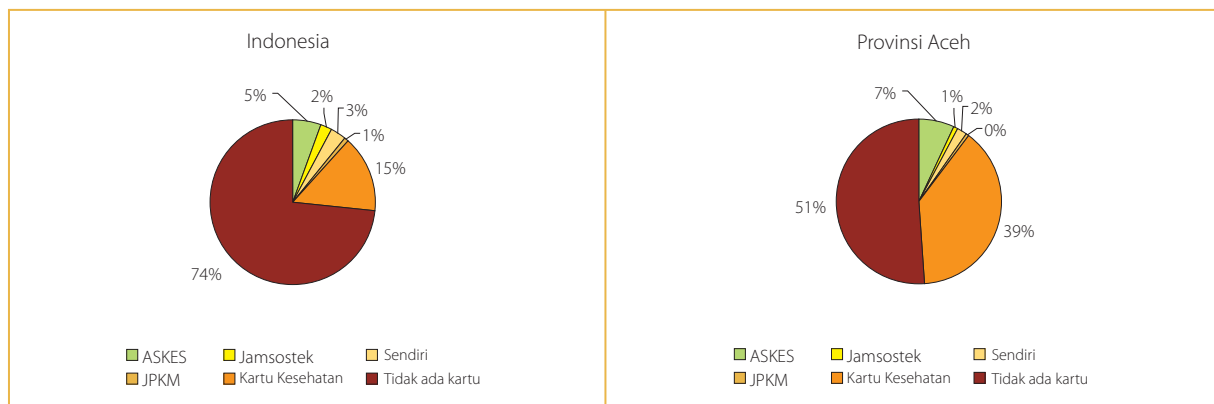 Indonesia
5%
2%
3%
1%
15%
74%
ASKES
Jamsostek
Sendiri
JPKM
Kartu Kesehatan
Tidak ada kartu
Provinsi Aceh
7%
1%
2%
0%
39%
51%
ASKES
Jamsostek
Sendiri
JPKM
Kartu Kesehatan
Tidak ada kartu